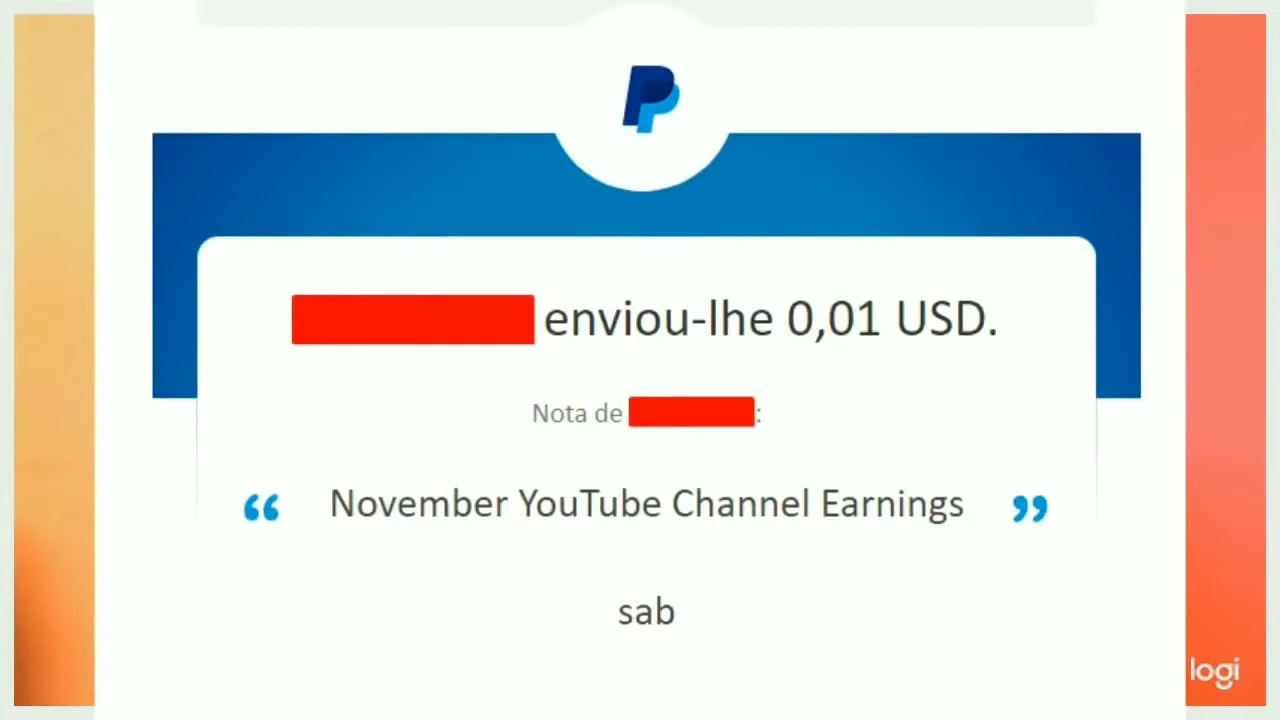 enviou-lhe 0,01 USD.
Nota de :
“ November YouTube Channel Earnings ”
sab
logi